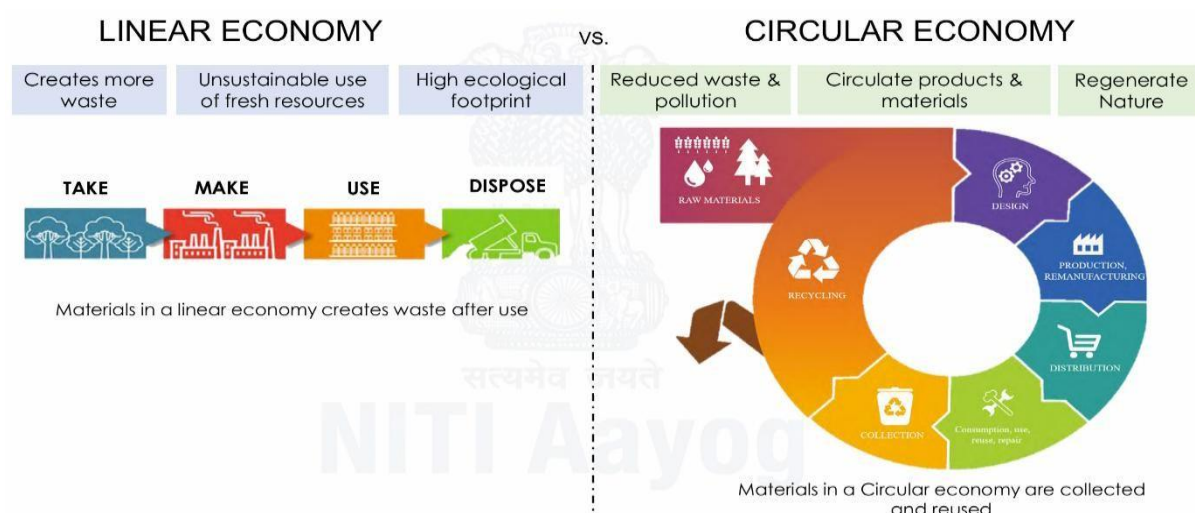 LINEAR ECONOMY
vs.
CIRCULAR ECONOMY
Creates more
waste
Unsustainable use
of fresh resources
High ecological
footprint
Reduced waste &
pollution
Circulate products &
materials
Regenerate
Nature
TAKE
MAKE
USE
DISPOSE
Materials in a linear economy creates waste after use
RAW MATERIALS
DESIGN
PRODUCTION,
REMANUFACTURING
DISTRIBUTION
Consumption, use,
reuse, repair
COLLECTION
RECYCLING
Materials in a Circular economy are collected
and reused
सत्यमेव जयते
NITI Aayog